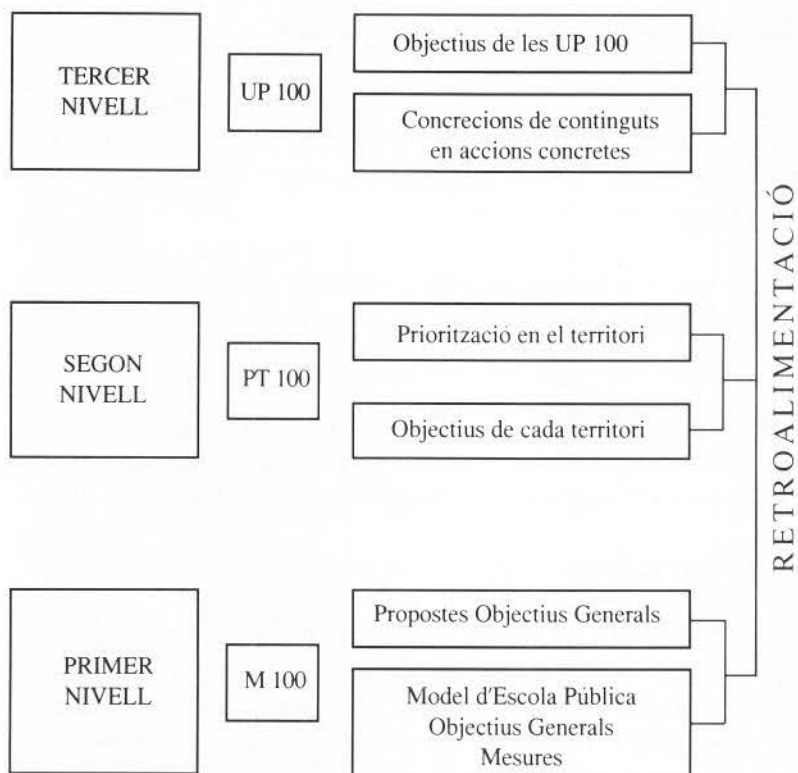 TERCER
NIVELL
UP 100
Objectius de les UP 100
Concrecions de continguts
en accions concretes
SEGON
NIVELL
PT 100
Priorització en el territori
Objectius de cada territori
PRIMER
NIVELL
M 100
Propostes Objectius Generals
Model d'Escola Pública
Objectius Generals
Mesures
RETROALIMENTACIÓ